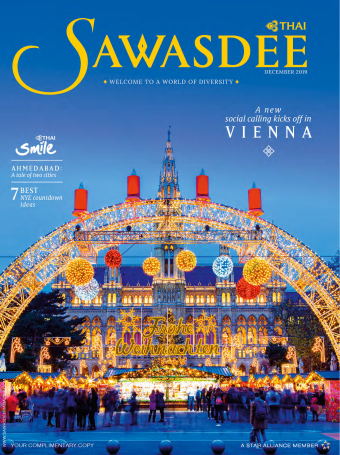 THAI
SAWASDEE
DECEMBER 2019
WELCOME TO A WORLD OF DIVERSITY
A new
social calling kicks off in
VIENNA
THAI
Smile
AHMEDABAD:
A tale of two cities
7 BEST
NYE countdown
ideas
Frohe
Weihnachten
YOUR COMPLIMENTARY COPY
A STAR ALLIANCE MEMBER